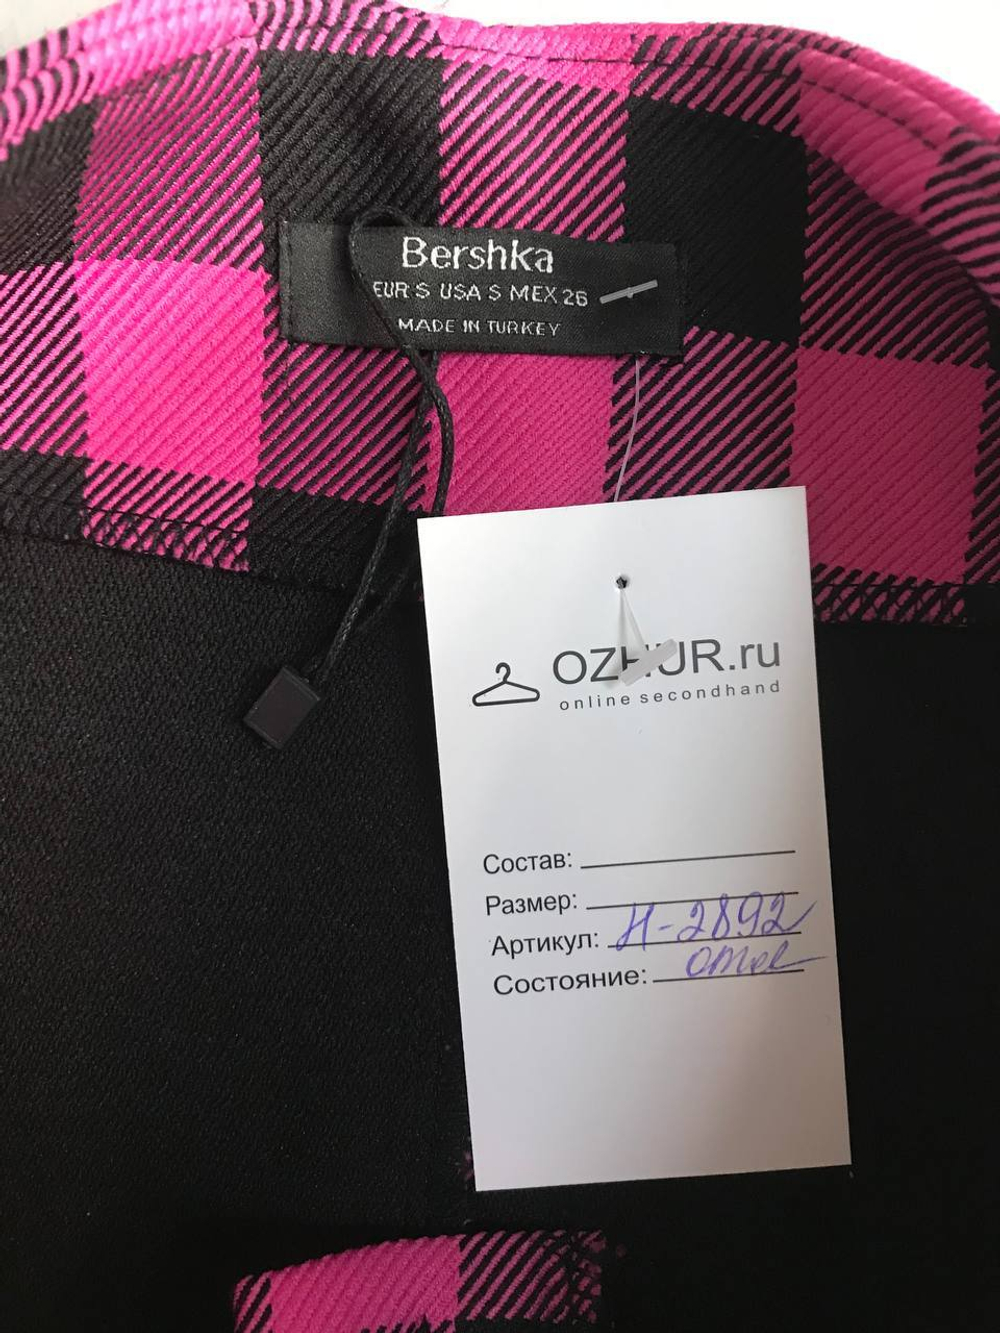 Bershka
EUR S USA S MEX 26
MADE IN TURKEY
OZHUR.ru
online secondhand
Состав:
Размер:
Артикул: Н-2892
Состояние: отл